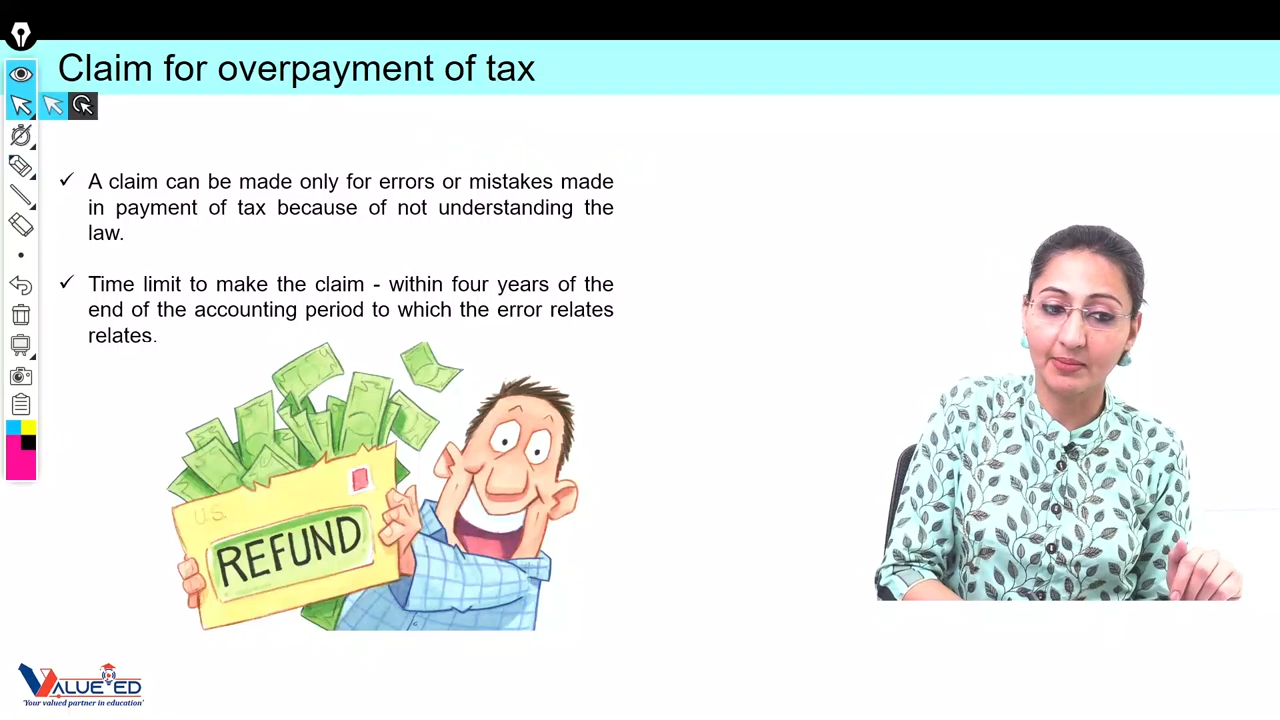 Claim for overpayment of tax
✓ A claim can be made only for errors or mistakes made
in payment of tax because of not understanding the
law.
✓ Time limit to make the claim - within four years of the
end of the accounting period to which the error relates
relates.
U.S.
REFUND
VALUE ED
'Your valued partner in education'